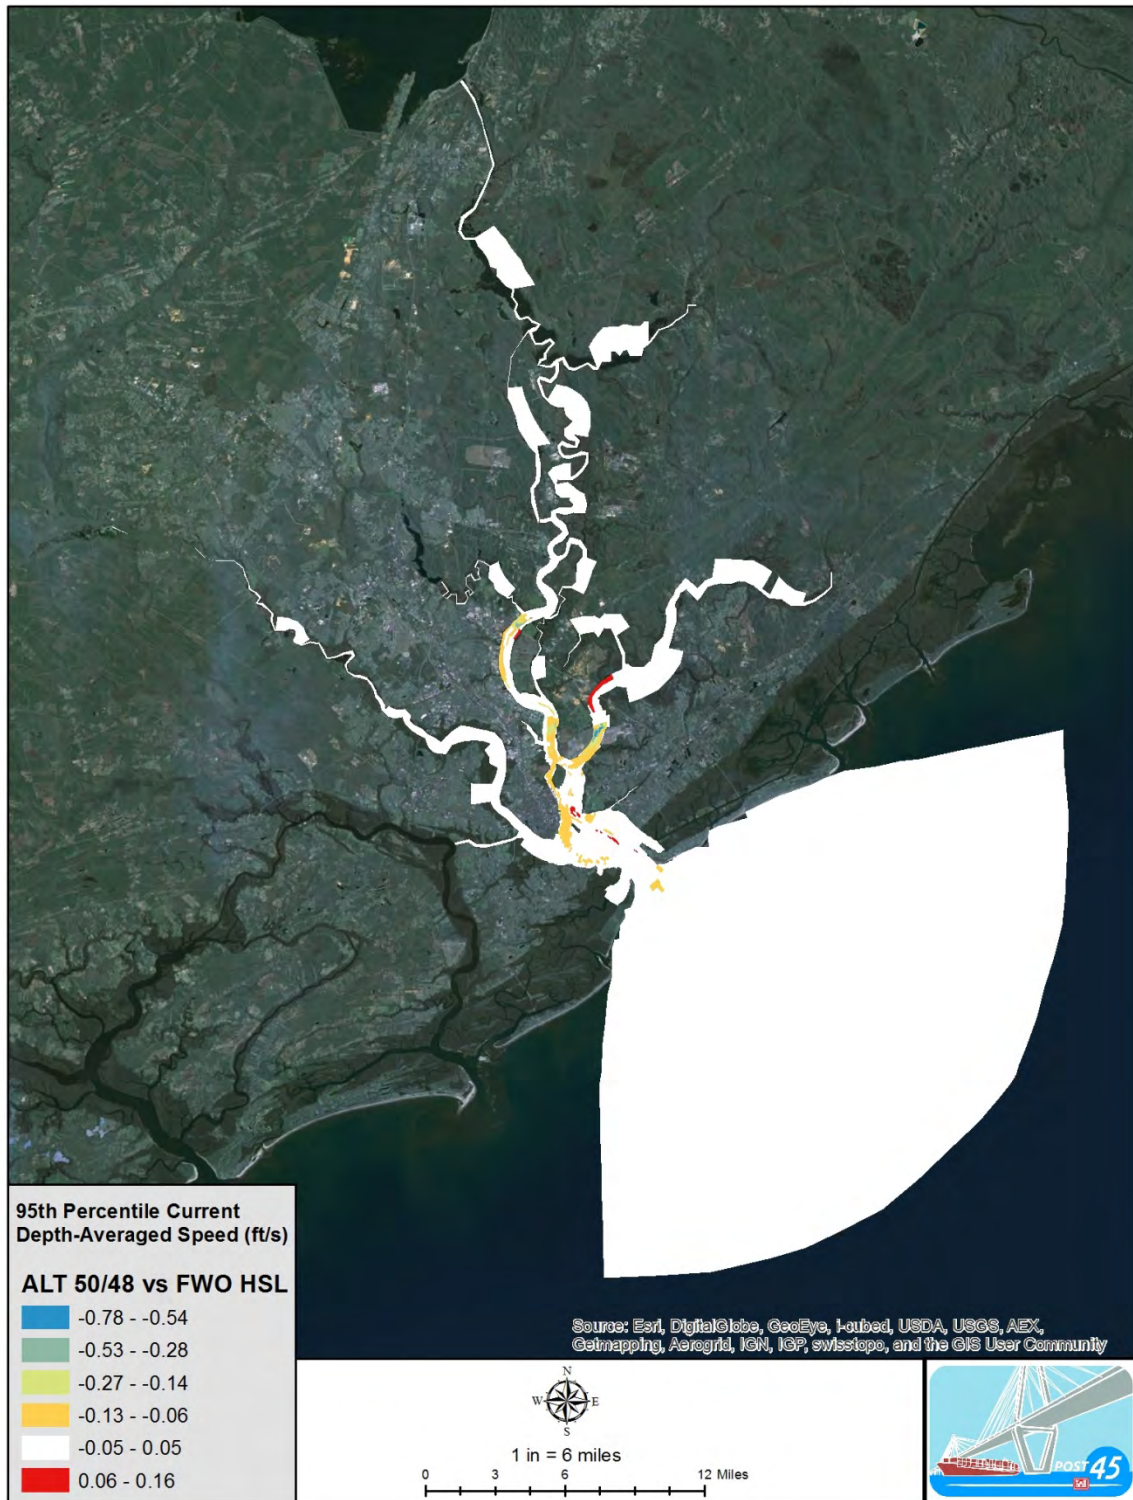 95th Percentile Current
Depth-Averaged Speed (ft/s)
ALT 50/48 vs FWO HSL
-0.78 - -0.54
-0.53 - -0.28
-0.27 - -0.14
-0.13 - -0.06
-0.05 - 0.05
0.06 - 0.16
Source: Esri, DigitalGlobe, GeoEye, i-cubed, USDA, USGS, AEX,
Getmapping, Aerogrid, IGN, IGP, swisstopo, and the GIS User Community
N
W E
S
1 in = 6 miles
0 3 6 12 Miles
POST 45